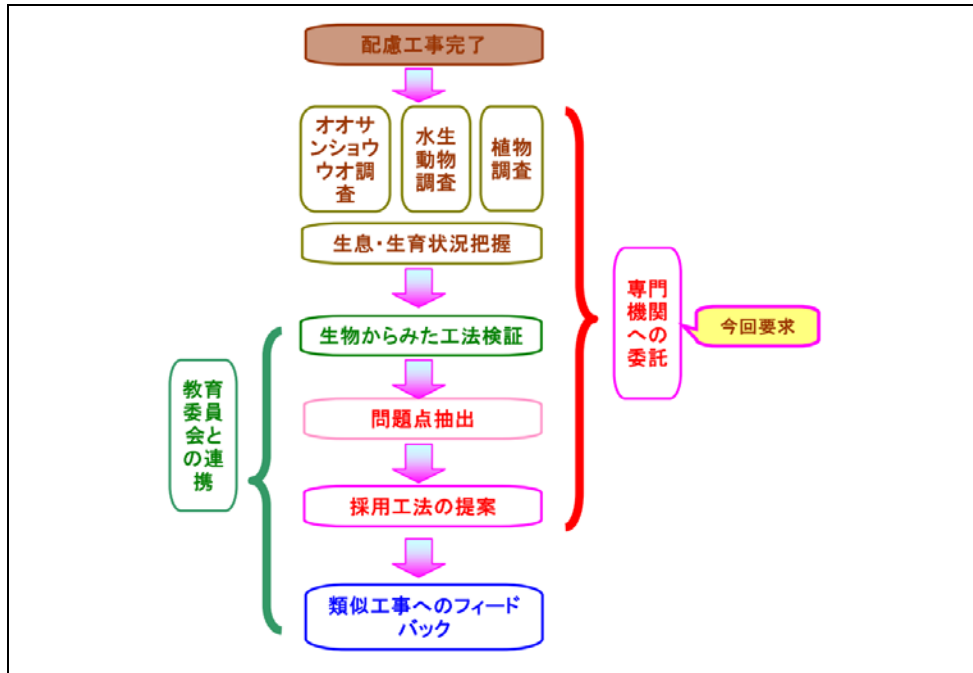 配慮工事完了
オオサ
ンショウ
ウオ調
査
水生
動物
調査
植物
調査
生息・生育状況把握
専門
機関
への
委託
今回要求
生物からみた工法検証
教育
委員
会と
の連
携
問題点抽出
採用工法の提案
類似工事へのフィード
バック